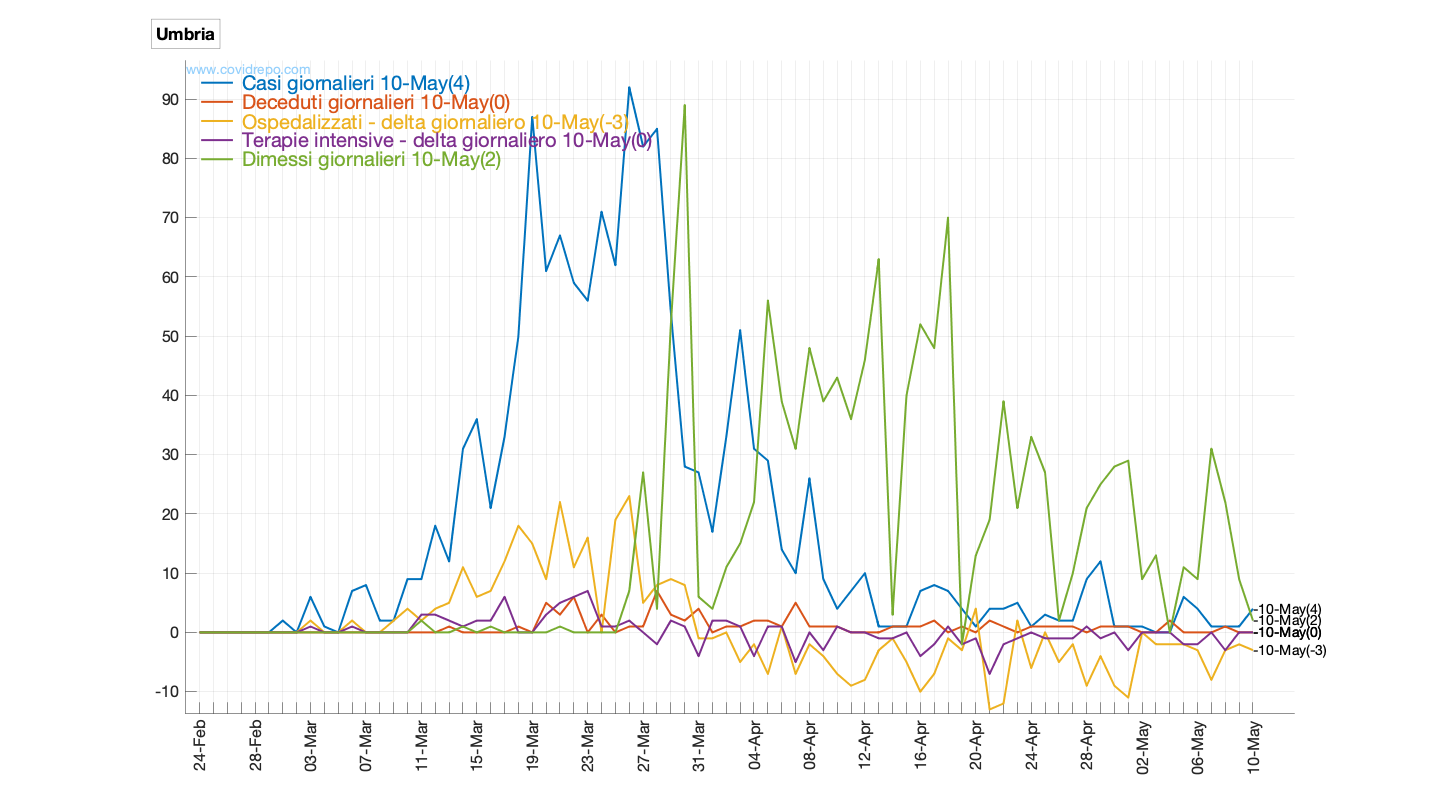 Umbria
www.covidrepo.com
Casi giornalieri 10-May(4)
Deceduti giornalieri 10-May(0)
Ospedalizzati - delta giornaliero 10-May(-3)
Terapie intensive - delta giornaliero 10-May(0)
Dimessi giornalieri 10-May(2)
90
80
70
60
50
40
30
20
10
0
-10
10-May(4)
10-May(2)
10-May(0)
10-May(-3)
24-Feb
28-Feb
03-Mar
07-Mar
11-Mar
15-Mar
19-Mar
23-Mar
27-Mar
31-Mar
04-Apr
08-Apr
12-Apr
16-Apr
20-Apr
24-Apr
28-Apr
02-May
06-May
10-May